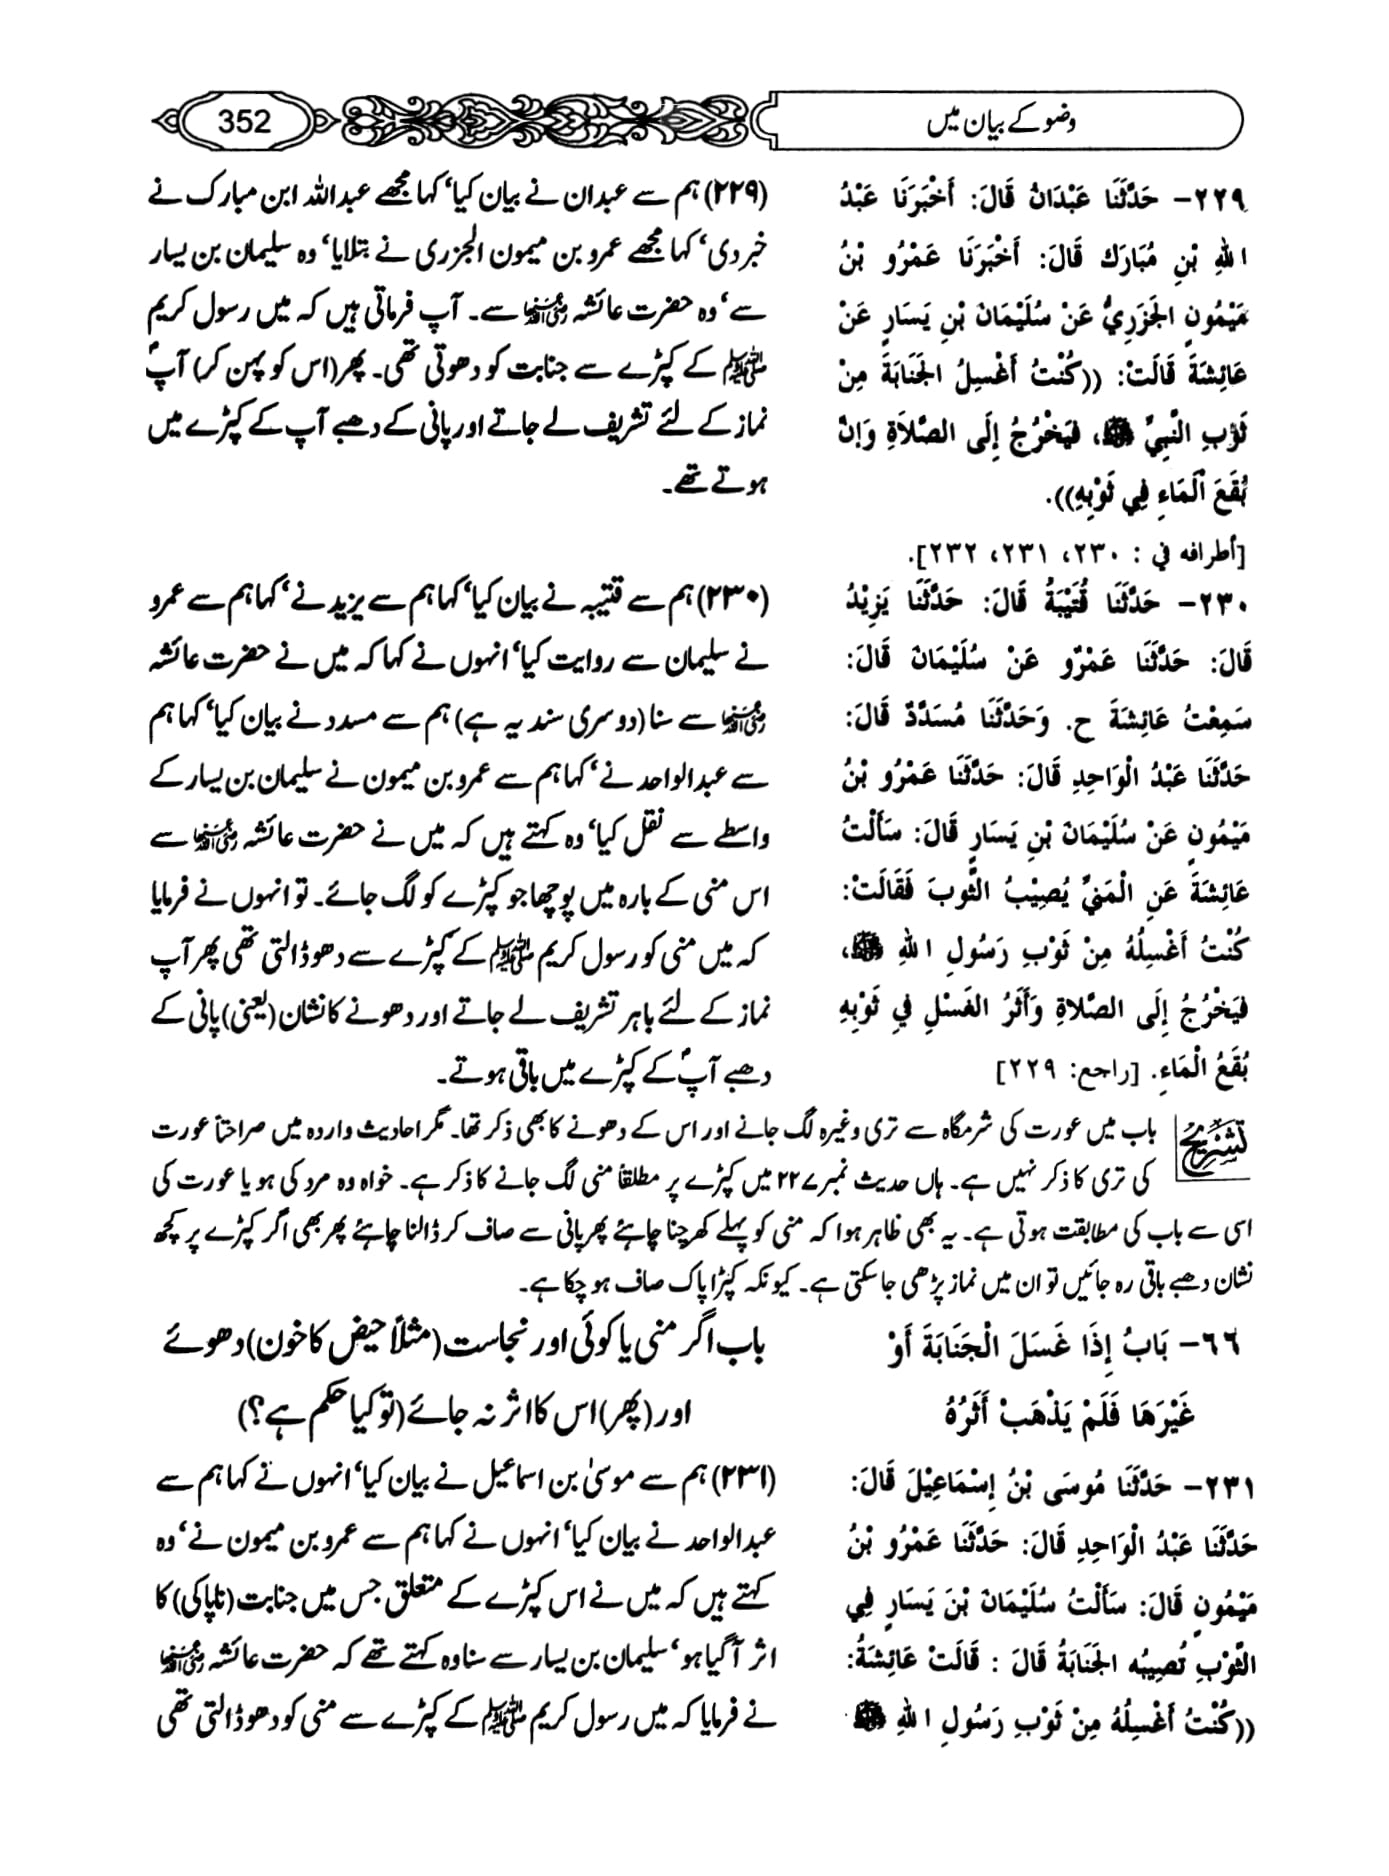 وضو کے بیان میں
352
٢٢٩- حَدَّثَنَا عَبْدَانُ قَالَ: أَخْبَرَنَا عَبْدُ
اللهِ بْنِ مُبَارَك قَالَ: أَخْبَرَنَا عَمْرُو بْنُ
مَيْمُونٍ الجَزَرِيُّ عَنْ سُلَيْمَانَ بْنِ يَسَارٍ عَنْ
عَائِشَةَ قَالَتْ: ((كُنْتُ أَغْسِلُ الجَنَابَةَ مِنْ
ثَوْبِ النَّبِيِّ ﷺ، فَيَخْرُجُ إِلَى الصَّلاَةِ وَإِنَّ
بُقَعَ الْمَاءِ فِي ثَوْبِهِ)).
[أطرافه في : ٢٣٠، ٢٣١، ٢٣٢].
(۲۲۹) ہم سے عبدان نے بیان کیا‘ کہا مجھے عبداللہ ابن مبارک نے
خبر دی‘ کہا مجھے عمرو بن میمون الجزری نے بتلایا‘ وہ سلیمان بن یسار
سے‘ وہ حضرت عائشہ رضی اللہ عنہا سے۔ آپ فرماتی ہیں کہ میں رسول کریم
ﷺ کے کپڑے سے جنابت کو دھوتی تھی۔ پھر (اس کو پہن کر) آپؐ
نماز کے لئے تشریف لے جاتے اور پانی کے دھبے آپ کے کپڑے میں
ہوتے تھے۔
٢٣٠- حَدَّثَنَا قُتَيْبَةُ قَالَ: حَدَّثَنَا يَزِيْدُ
قَالَ: حَدَّثَنَا عَمْرٌو عَنْ سُلَيْمَانَ قَالَ:
سَمِعْتُ عَائِشَةَ ح. وَحَدَّثَنَا مُسَدَّدٌ قَالَ:
حَدَّثَنَا عَبْدُ الْوَاحِدِ قَالَ: حَدَّثَنَا عَمْرُو بْنُ
مَيْمُونٍ عَنْ سُلَيْمَانَ بْنِ يَسَارٍ قَالَ: سَأَلْتُ
عَائِشَةَ عَنِ الْمَنِيِّ يُصِيْبُ الثَّوبَ فَقَالَتْ:
كُنْتُ أَغْسِلُهُ مِنْ ثَوْبِ رَسُولِ اللهِ ﷺ،
فَيَخْرُجُ إِلَى الصَّلاَةِ وَأَثَرُ الغَسْلِ فِي ثَوْبِهِ
بُقَعُ الْمَاءِ. [راجع: ٢٢٩]
(۲۳۰) ہم سے قتیبہ نے بیان کیا‘ کہا ہم سے یزید نے‘ کہا ہم سے عمرو
نے سلیمان سے روایت کیا‘ انہوں نے کہا کہ میں نے حضرت عائشہ
رضی اللہ عنہا سے سنا (دوسری سند یہ ہے) ہم سے مسدد نے بیان کیا‘ کہا ہم
سے عبدالواحد نے‘ کہا ہم سے عمرو بن میمون نے سلیمان بن یسار کے
واسطے سے نقل کیا‘ وہ کہتے ہیں کہ میں نے حضرت عائشہ رضی اللہ عنہا سے
اس منی کے بارہ میں پوچھا جو کپڑے کو لگ جائے۔ تو انہوں نے فرمایا
کہ میں منی کو رسول کریم ﷺ کے کپڑے سے دھو ڈالتی تھی پھر آپ
نماز کے لئے باہر تشریف لے جاتے اور دھونے کا نشان (یعنی) پانی کے
دھبے آپؐ کے کپڑے میں باقی ہوتے۔
تشریح
باب میں عورت کی شرمگاہ سے تری وغیرہ لگ جانے اور اس کے دھونے کا بھی ذکر تھا۔ مگر احادیث واردہ میں صراحتاً عورت
کی تری کا ذکر نہیں ہے۔ ہاں حدیث نمبر ۲۲۷ میں کپڑے پر مطلقاً منی لگ جانے کا ذکر ہے۔ خواہ وہ مرد کی ہو یا عورت کی
اسی سے باب کی مطابقت ہوتی ہے۔ یہ بھی ظاہر ہوا کہ منی کو پہلے کھرچنا چاہئے پھر پانی سے صاف کر ڈالنا چاہئے پھر بھی اگر کپڑے پر کچھ
نشان دھبے باقی رہ جائیں تو ان میں نماز پڑھی جا سکتی ہے۔ کیونکہ کپڑا پاک صاف ہو چکا ہے۔
٦٦- بَابُ إِذَا غَسَلَ الْجَنَابَةَ أَوْ
غَيْرَهَا فَلَمْ يَذْهَبْ أَثَرُهُ
باب اگر منی یا کوئی اور نجاست (مثلاً حیض کا خون) دھوئے
اور (پھر) اس کا اثر نہ جائے (تو کیا حکم ہے؟)
٢٣١- حَدَّثَنَا مُوسَى بْنُ إِسْمَاعِيْلَ قَالَ:
حَدَّثَنَا عَبْدُ الْوَاحِدِ قَالَ: حَدَّثَنَا عَمْرُو بْنُ
مَيْمُونٍ قَالَ: سَأَلْتُ سُلَيْمَانَ بْنَ يَسَارٍ فِي
الثَّوْبِ تُصِيْبُه الجَنَابَةُ قَالَ : قَالَتْ عَائِشَةُ:
((كُنْتُ أَغْسِلُهُ مِنْ ثَوْبِ رَسُولِ اللهِ ﷺ
(۲۳۱) ہم سے موسیٰ بن اسماعیل نے بیان کیا‘ انہوں نے کہا ہم سے
عبدالواحد نے بیان کیا‘ انہوں نے کہا ہم سے عمرو بن میمون نے‘ وہ
کہتے ہیں کہ میں نے اس کپڑے کے متعلق جس میں جنابت (ناپاکی) کا
اثر آ گیا ہو‘ سلیمان بن یسار سے سنا وہ کہتے تھے کہ حضرت عائشہ رضی اللہ عنہا
نے فرمایا کہ میں رسول کریم ﷺ کے کپڑے سے منی کو دھو ڈالتی تھی